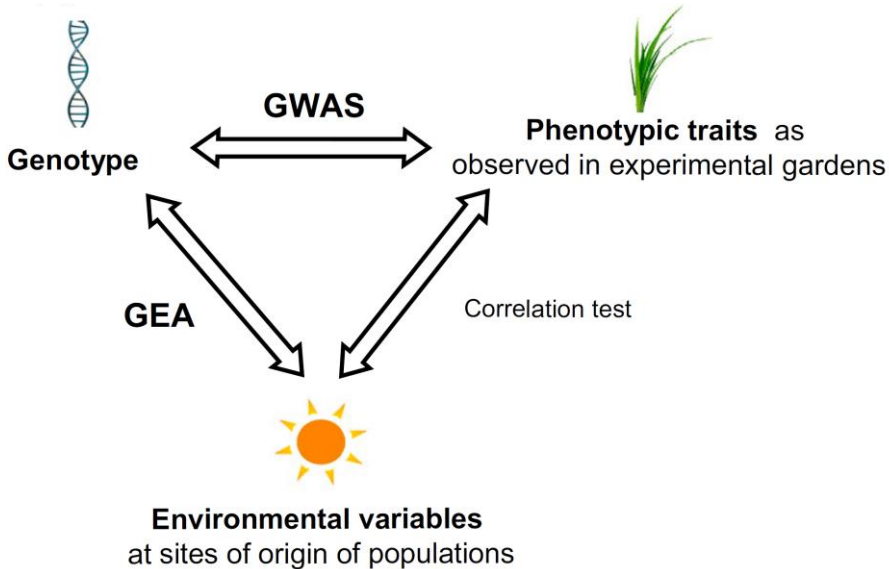 GWAS
Genotype
Phenotypic traits as
observed in experimental gardens
GEA
Correlation test
Environmental variables
at sites of origin of populations